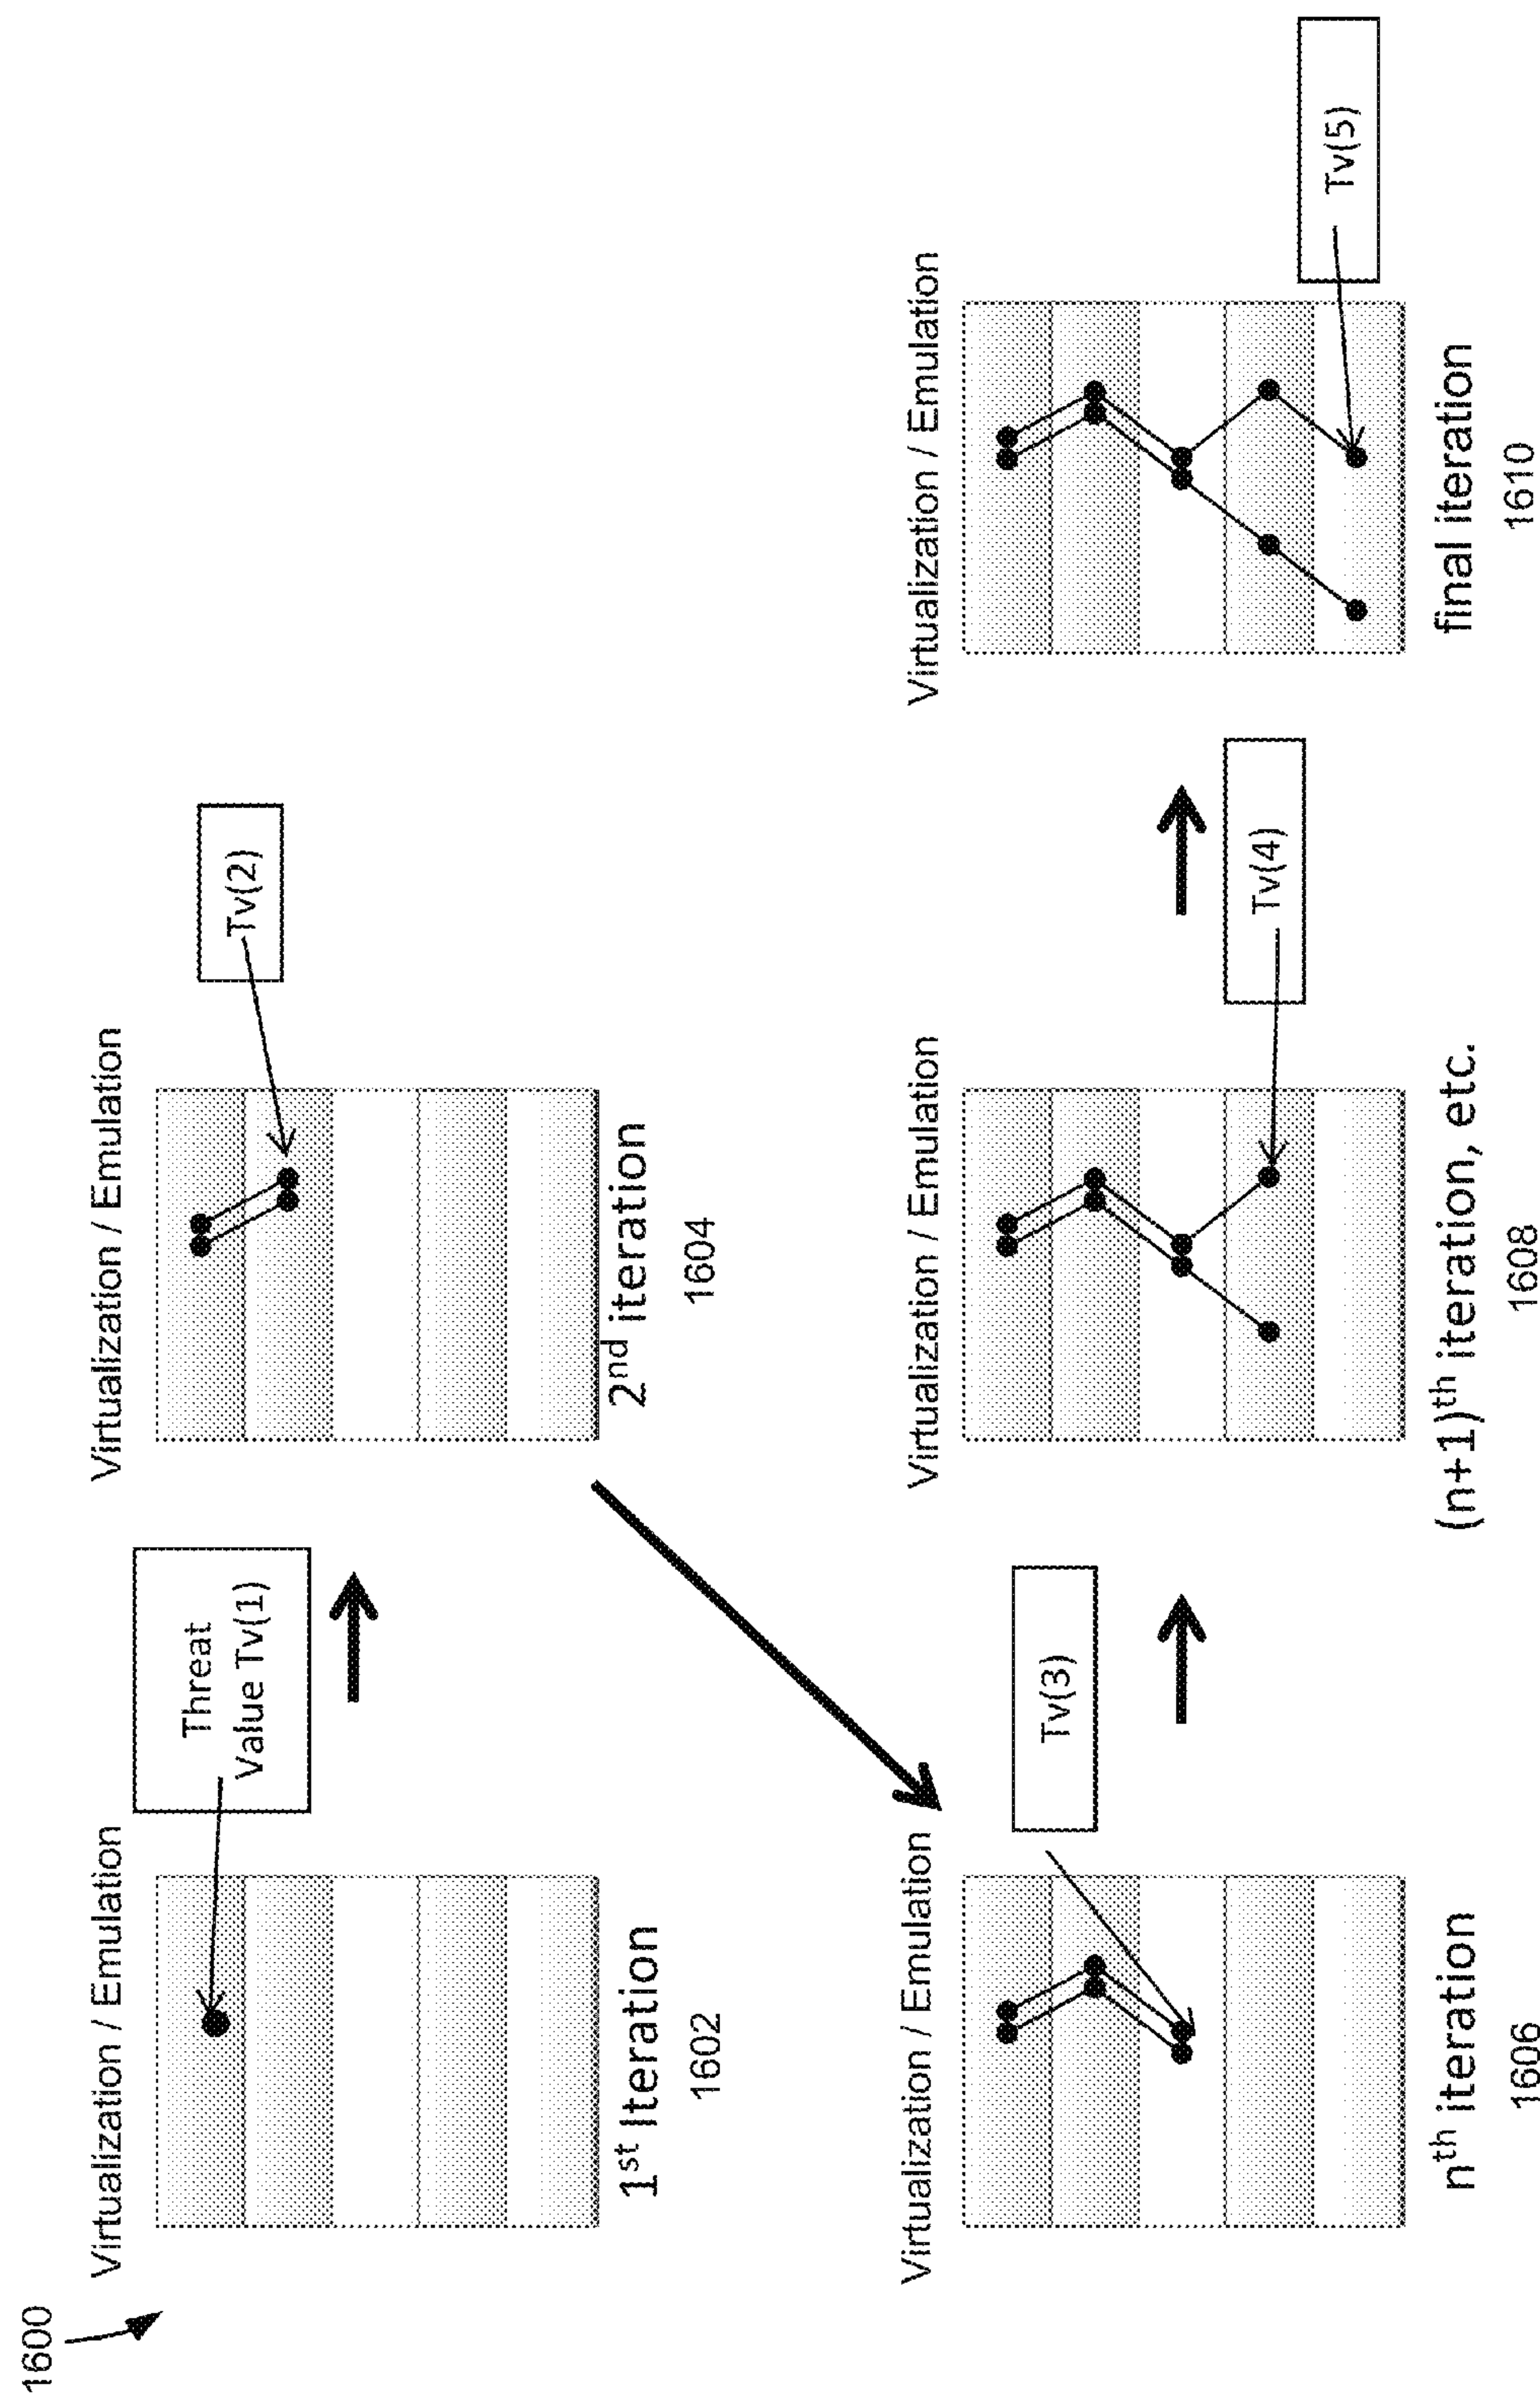 1600
Virtualization / Emulation
Threat
Value Tv(1)
1st Iteration
1602
Virtualization / Emulation
Tv(2)
2nd iteration
1604
Virtualization / Emulation
Tv(3)
nth iteration
1606
Virtualization / Emulation
Tv(4)
(n+1)th iteration, etc.
1608
Virtualization / Emulation
Tv(5)
final iteration
1610